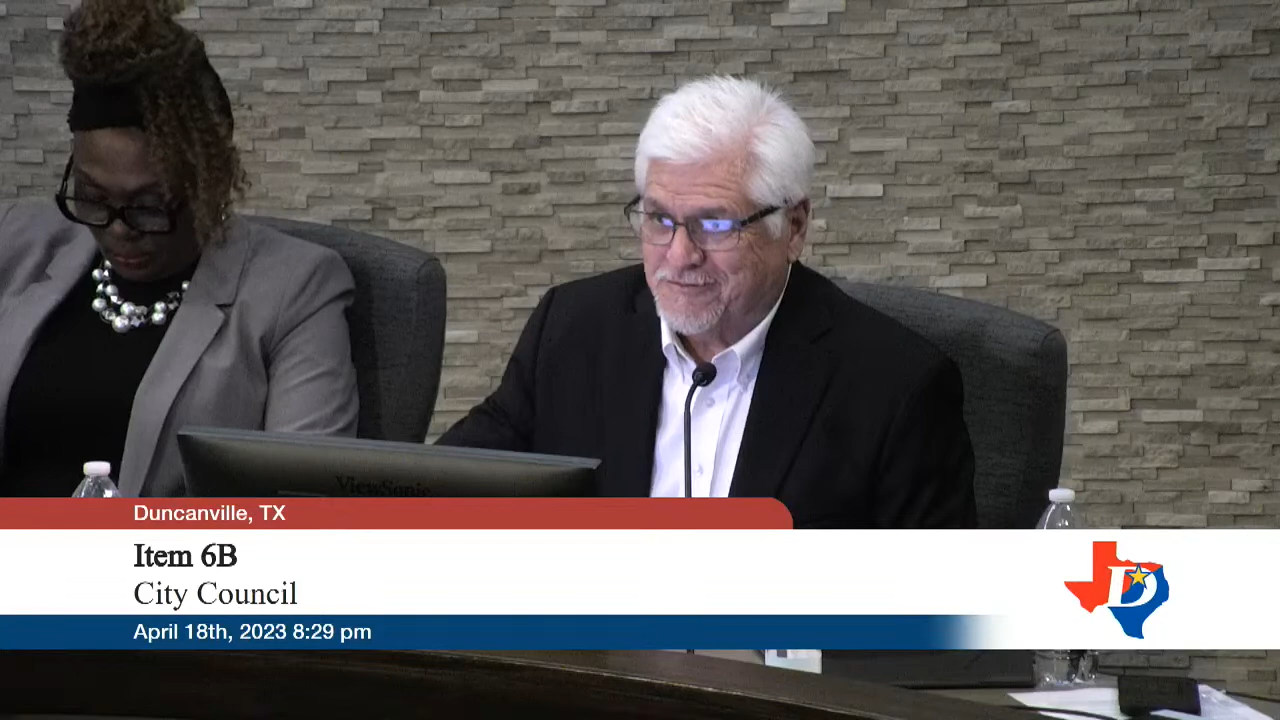 ViewSonic
Duncanville, TX
Item 6B
City Council
D
April 18th, 2023 8:29 pm